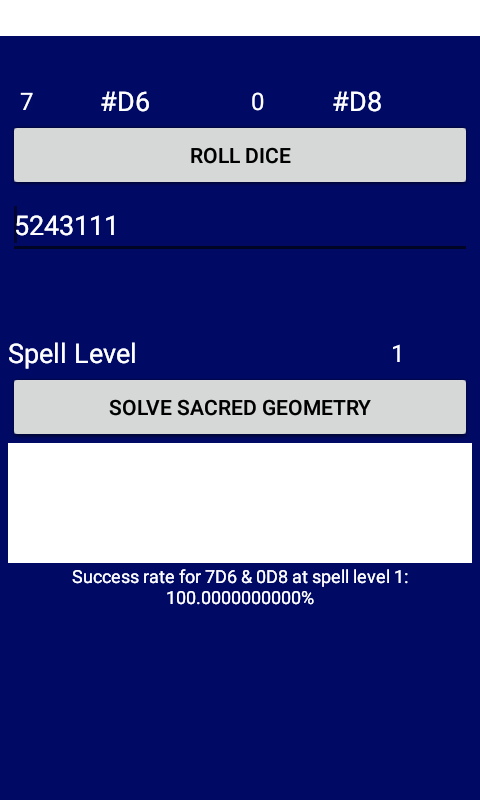 7 #D6 0 #D8
ROLL DICE
5243111
Spell Level 1
SOLVE SACRED GEOMETRY
Success rate for 7D6 & 0D8 at spell level 1:
100.0000000000%